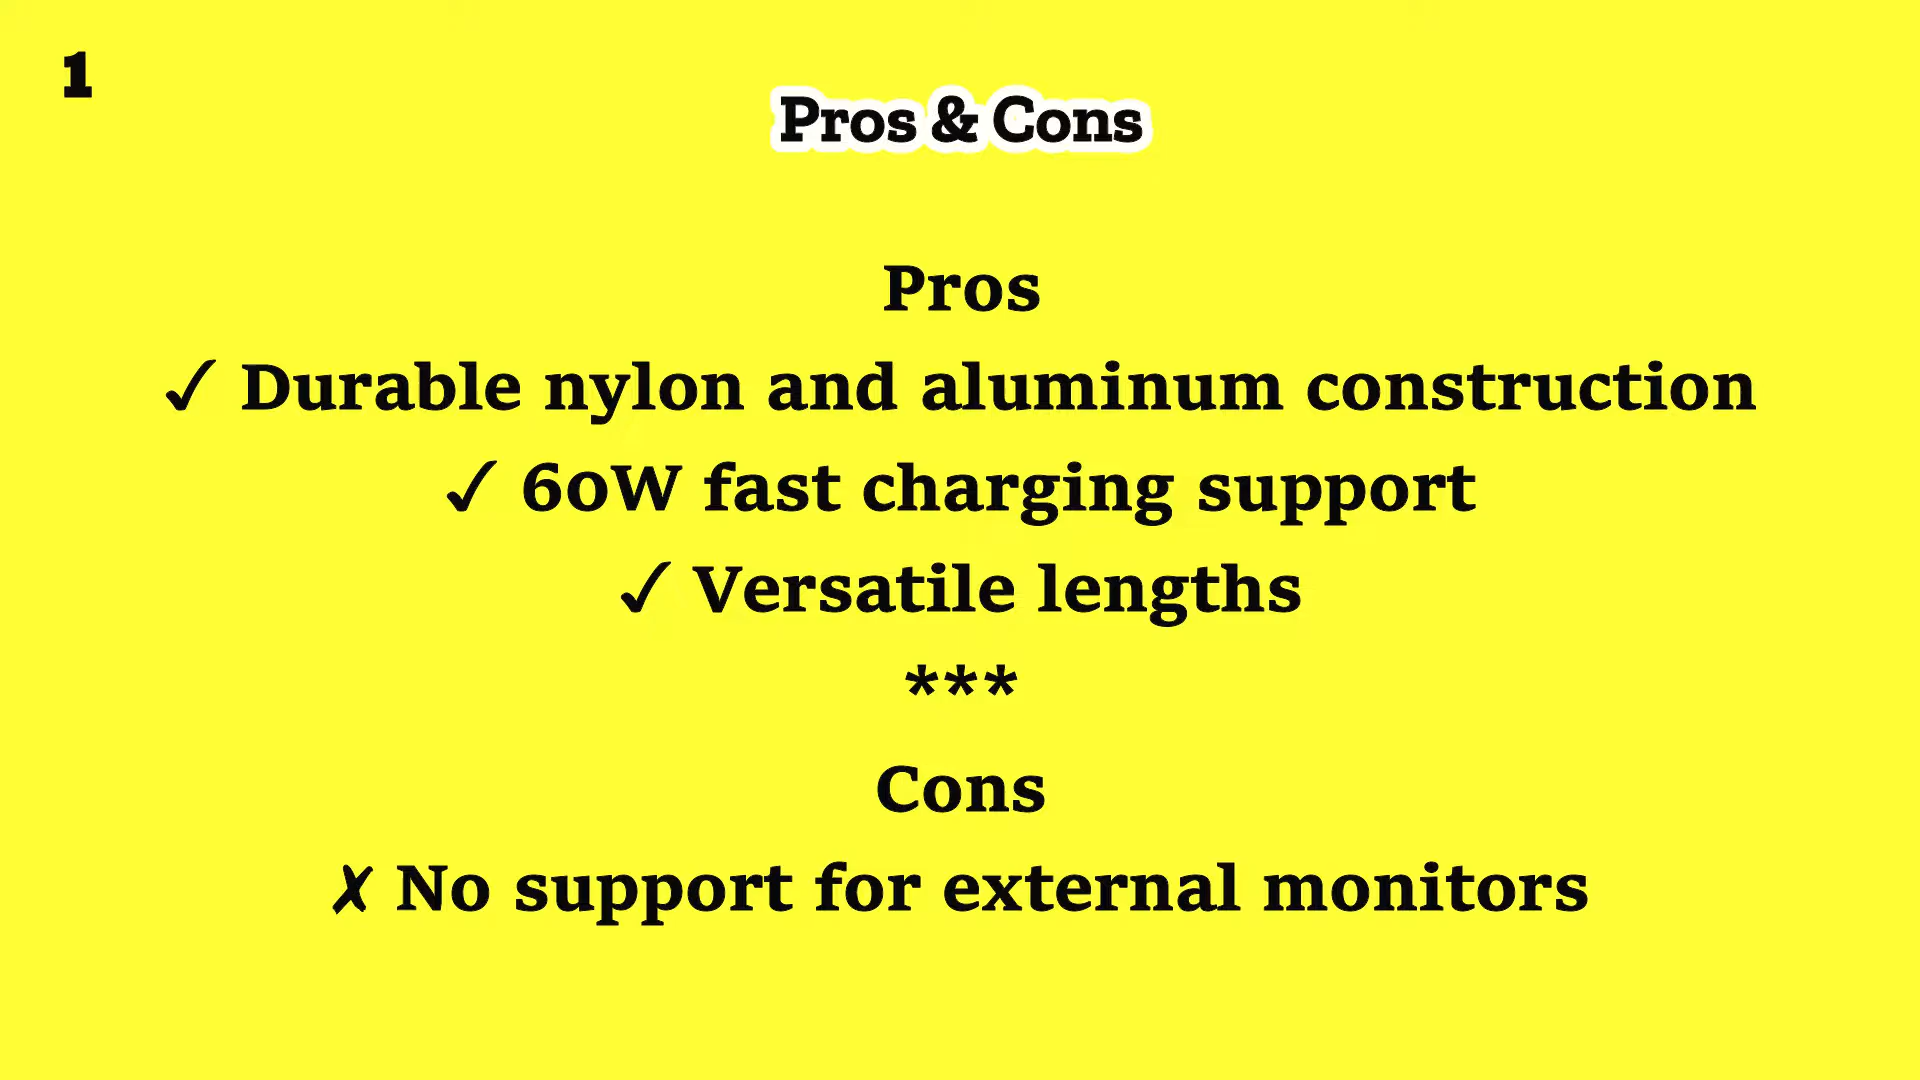 1
Pros & Cons
Pros
✓ Durable nylon and aluminum construction
✓ 60W fast charging support
✓ Versatile lengths
***
Cons
✗ No support for external monitors